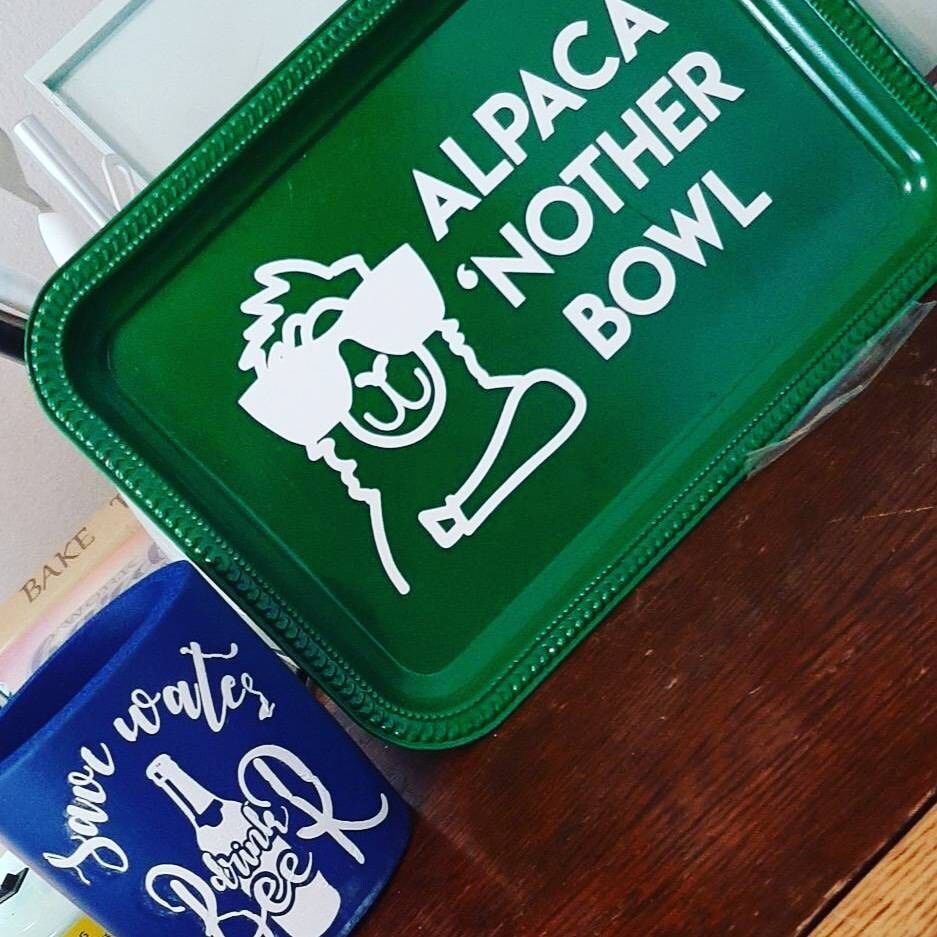 ALPACA
'NOTHER
BOWL
BAKE
save water
drink
BeeR